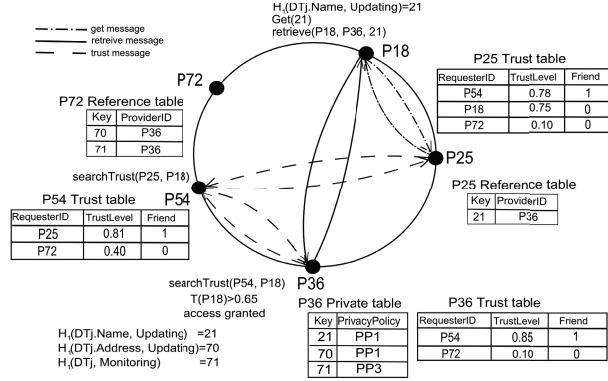 H₁(DTj.Name, Updating)=21
Get(21)
retrieve(P18, P36, 21)
get message
retreive message
trust message
P18
P72
P25
P54
P36
P25 Trust table
RequesterID TrustLevel Friend
P54 0.78 1
P18 0.75 0
P72 0.10 0
P72 Reference table
Key ProviderID
70 P36
71 P36
searchTrust(P25, P18)
P25 Reference table
Key ProviderID
21 P36
P54 Trust table
RequesterID TrustLevel Friend
P25 0.81 1
P72 0.40 0
searchTrust(P54, P18)
T(P18)>0.65
access granted
P36 Private table
Key PrivacyPolicy
21 PP1
70 PP1
71 PP3
P36 Trust table
RequesterID TrustLevel Friend
P54 0.85 1
P72 0.10 0
H₁(DTj.Name, Updating) =21
H₁(DTj.Address, Updating)=70
H₁(DTj, Monitoring) =71